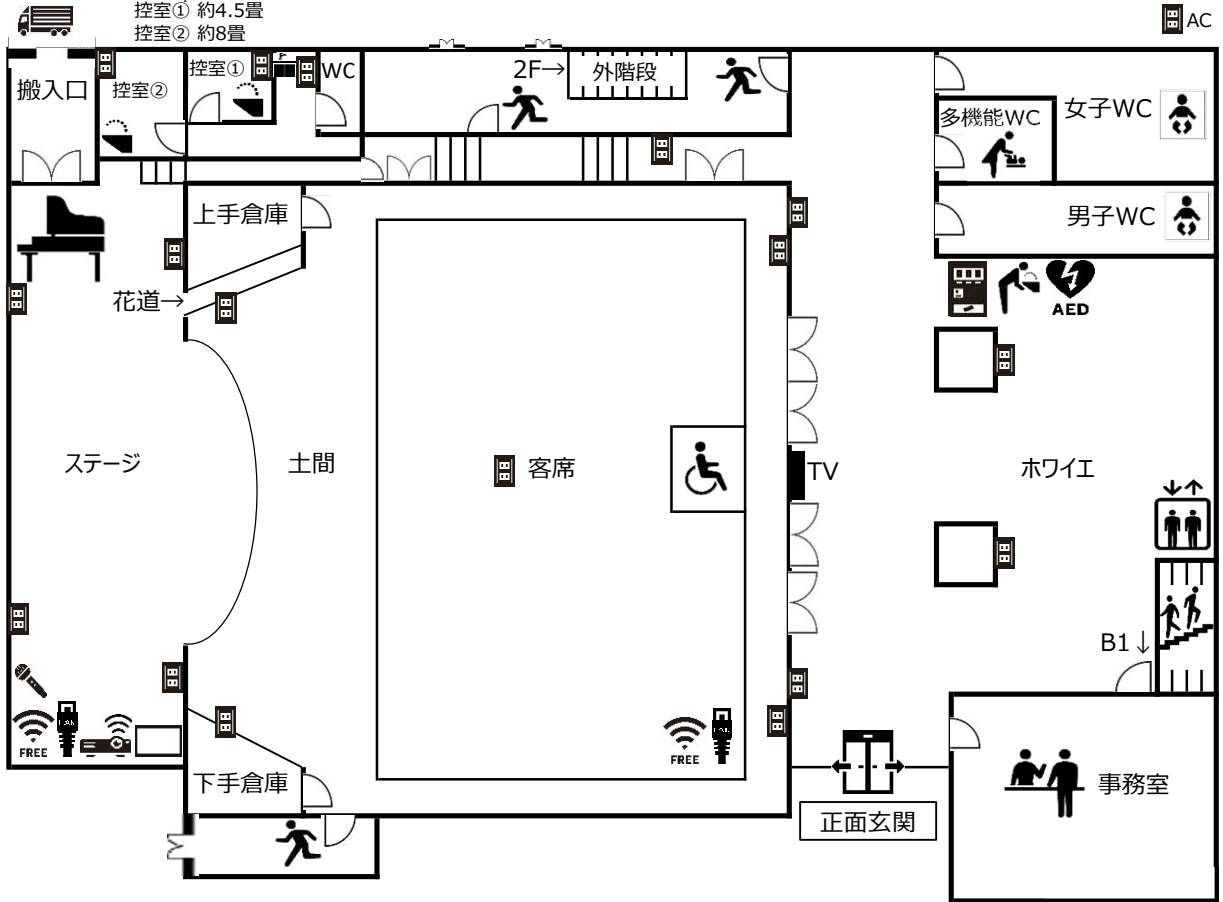 控室① 約4.5畳
控室② 約8畳
AC
搬入口
控室②
控室①
WC
2F→
外階段
多機能WC
女子WC
男子WC
上手倉庫
花道→
AED
ステージ
土間
客席
TV
ホワイエ
B1↓
FREE
LAN
FREE
LAN
下手倉庫
正面玄関
事務室